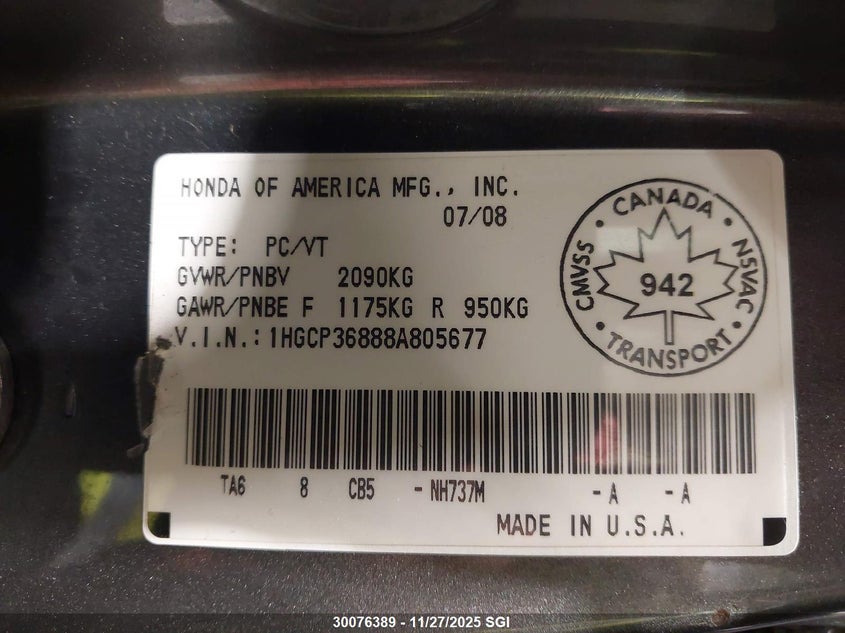 HONDA OF AMERICA MFG., INC.
07/08
TYPE: PC/VT
GVWR/PNBV 2090KG
GAWR/PNBE F 1175KG R 950KG
V.I.N.: 1HGCP36888A805677
CANADA
CMVSS
NSVAC
942
TRANSPORT
TA6 8 CB5 - NH737M - A - A
MADE IN U.S.A.
30076389 - 11/27/2025 SGI